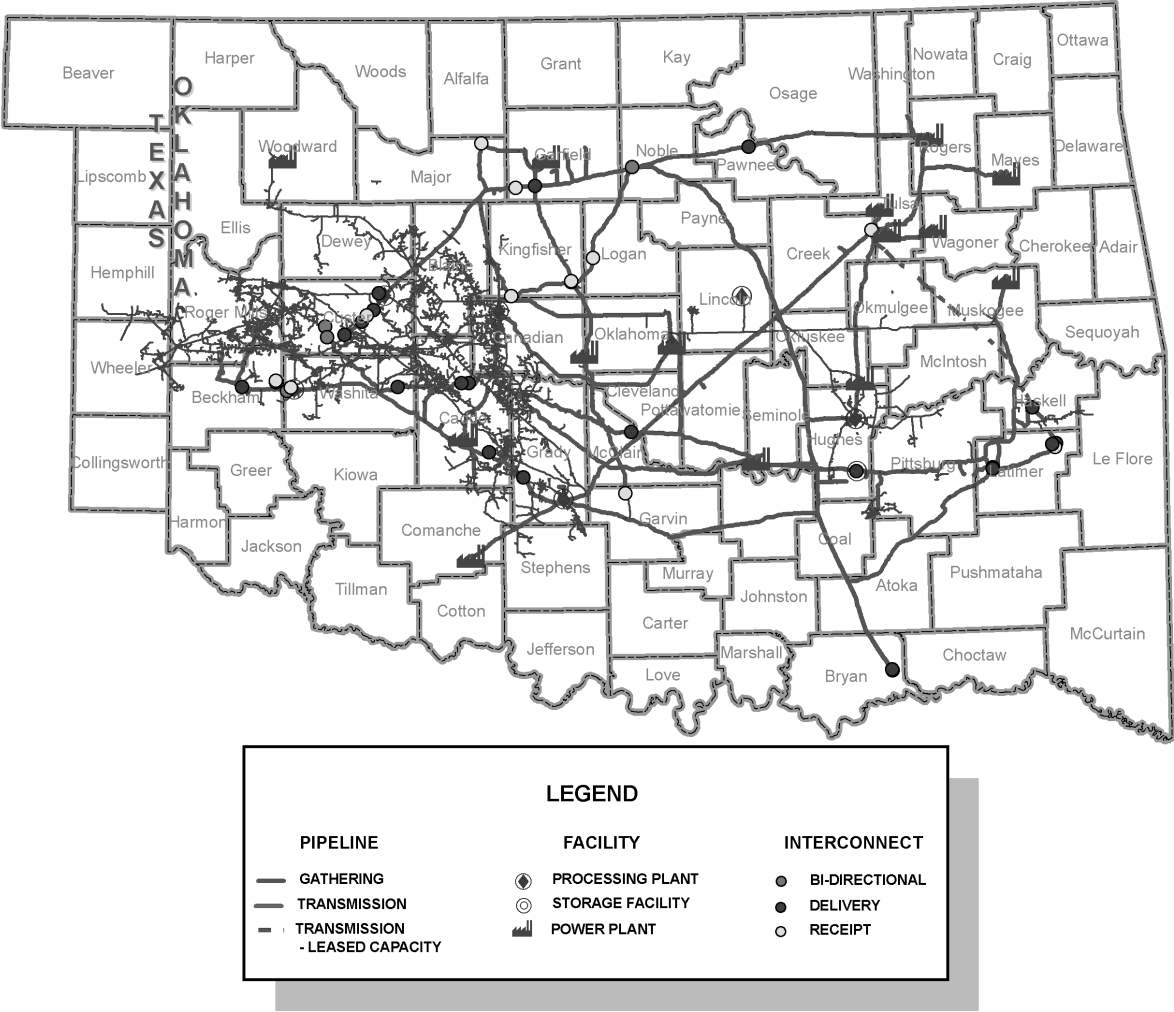 Beaver
Harper
Woods
Alfalfa
Grant
Kay
Osage
Washington
Nowata
Craig
Ottawa
OKLAHOMA
TEXAS
Lipscomb
Woodward
Major
Garfield
Noble
Pawnee
Rogers
Mayes
Delaware
Ellis
Dewey
Kingfisher
Logan
Payne
Creek
Wagoner
Cherokee
Adair
Hemphill
Roger Mills
Custer
Canadian
Oklahoma
Lincoln
Okfuskee
Okmulgee
Muskogee
Sequoyah
Wheeler
Beckham
Washita
Caddo
Cleveland
Pottawatomie
Seminole
Hughes
McIntosh
Haskell
Collingsworth
Greer
Kiowa
Grady
McClain
Pittsburg
Latimer
Le Flore
Harmon
Jackson
Comanche
Garvin
Coal
Tillman
Stephens
Murray
Johnston
Atoka
Pushmataha
Cotton
Carter
McCurtain
Jefferson
Love
Marshall
Bryan
Choctaw
LEGEND
PIPELINE
FACILITY
INTERCONNECT
GATHERING
PROCESSING PLANT
BI-DIRECTIONAL
TRANSMISSION
STORAGE FACILITY
DELIVERY
TRANSMISSION
- LEASED CAPACITY
POWER PLANT
RECEIPT